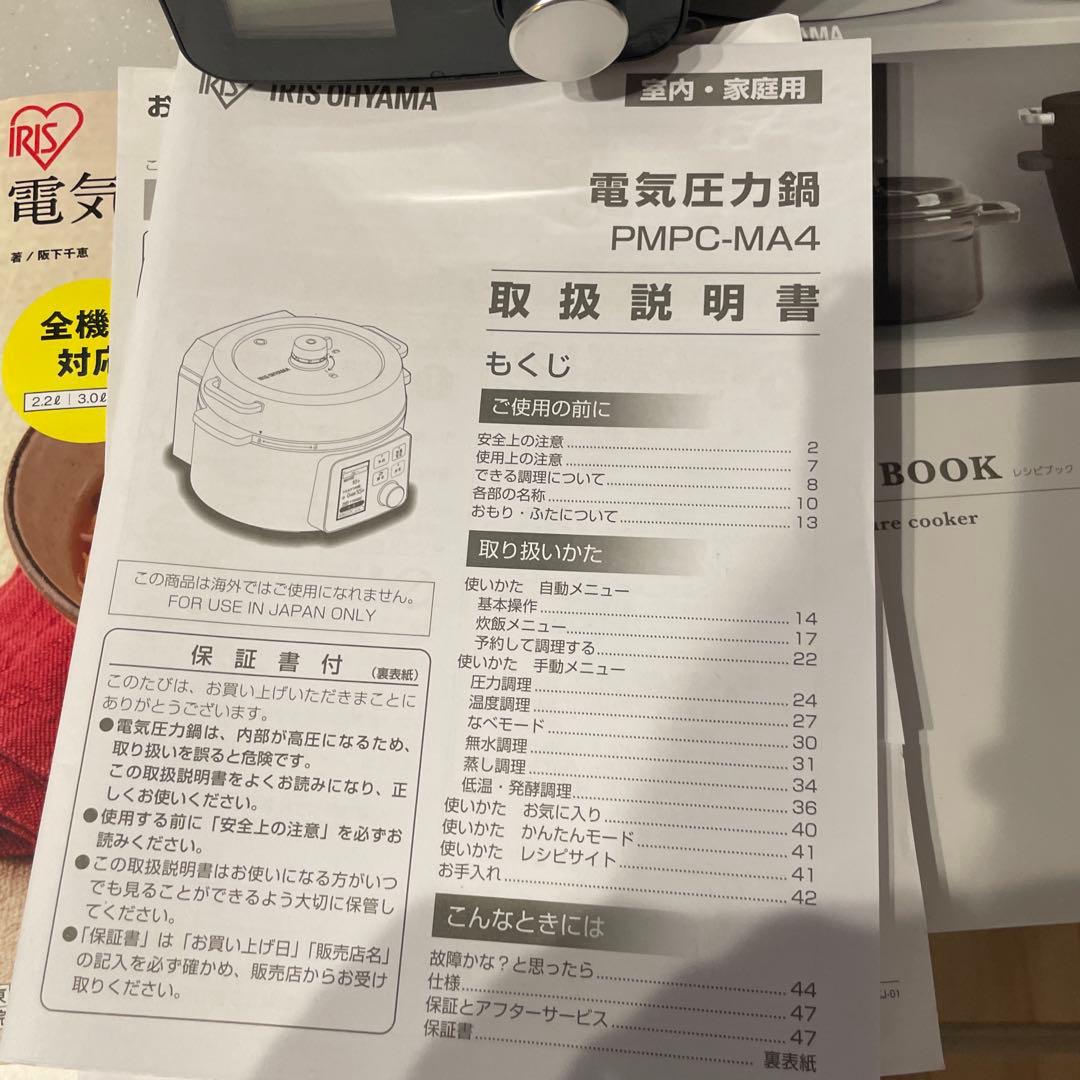 IRIS OHYAMA
室内・家庭用
電気圧力鍋
PMPC-MA4
取扱説明書
もくじ
ご使用の前に
安全上の注意 2
使用上の注意 7
できる調理について 8
各部の名称 10
おもり・ふたについて 13
取り扱いかた
使いかた 自動メニュー
基本操作 14
炊飯メニュー 17
予約して調理する 22
使いかた 手動メニュー
圧力調理 24
温度調理 27
なべモード 30
無水調理 31
蒸し調理 34
低温・発酵調理 36
使いかた お気に入り 40
使いかた かんたんモード 41
使いかた レシピサイト 41
お手入れ 42
こんなときには
故障かな？と思ったら 44
仕様 47
保証とアフターサービス 47
保証書 裏表紙
IRIS OHYAMA
この商品は海外ではご使用になれません。
FOR USE IN JAPAN ONLY
保証書付 (裏表紙)
このたびは、お買い上げいただきまことに
ありがとうございます。
●電気圧力鍋は、内部が高圧になるため、
取り扱いを誤ると危険です。
この取扱説明書をよくお読みになり、正
しくお使いください。
●使用する前に「安全上の注意」を必ずお
読みください。
●この取扱説明書はお使いになる方がいつ
でも見ることができるよう大切に保管し
てください。
●「保証書」は「お買い上げ日」「販売店名」
の記入を必ず確かめ、販売店からお受け
取りください。
IRIS
電気
著/阪下千恵
全機
対応
2.2ℓ 3.0ℓ
お
こ
AMA
BOOK レシピブック
are cooker
J-01